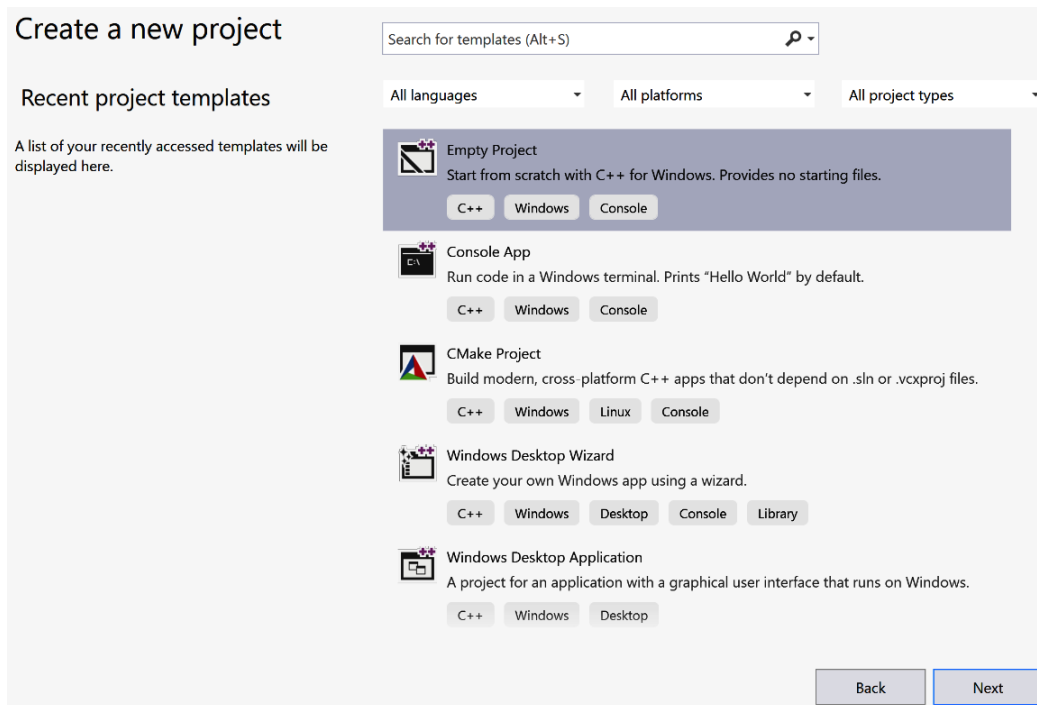 Create a new project
Search for templates (Alt+S)
Recent project templates
All languages
All platforms
All project types
A list of your recently accessed templates will be
displayed here.
Empty Project
Start from scratch with C++ for Windows. Provides no starting files.
C++ Windows Console
Console App
Run code in a Windows terminal. Prints “Hello World” by default.
C++ Windows Console
CMake Project
Build modern, cross-platform C++ apps that don’t depend on .sln or .vcxproj files.
C++ Windows Linux Console
Windows Desktop Wizard
Create your own Windows app using a wizard.
C++ Windows Desktop Console Library
Windows Desktop Application
A project for an application with a graphical user interface that runs on Windows.
C++ Windows Desktop
Back Next